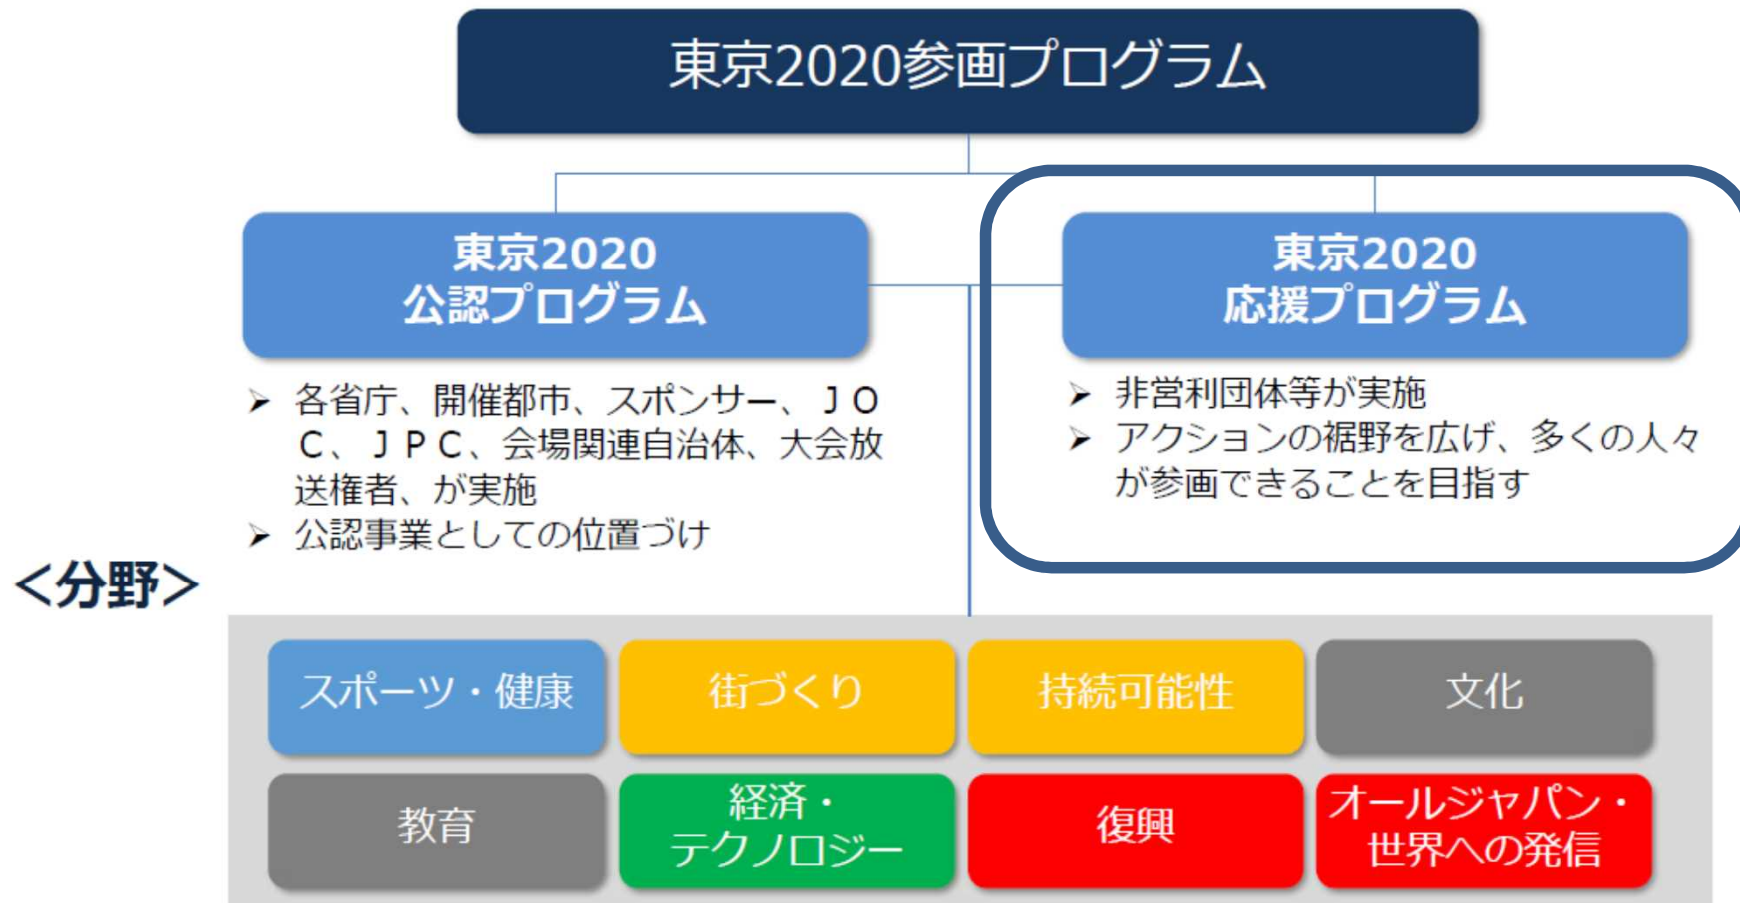 東京2020参画プログラム
東京2020
公認プログラム
➢ 各省庁、開催都市、スポンサー、ＪＯ
Ｃ、ＪＰＣ、会場関連自治体、大会放
送権者、が実施
➢ 公認事業としての位置づけ
東京2020
応援プログラム
➢ 非営利団体等が実施
➢ アクションの裾野を広げ、多くの人々
が参画できることを目指す
＜分野＞
スポーツ・健康
街づくり
持続可能性
文化
教育
経済・
テクノロジー
復興
オールジャパン・
世界への発信